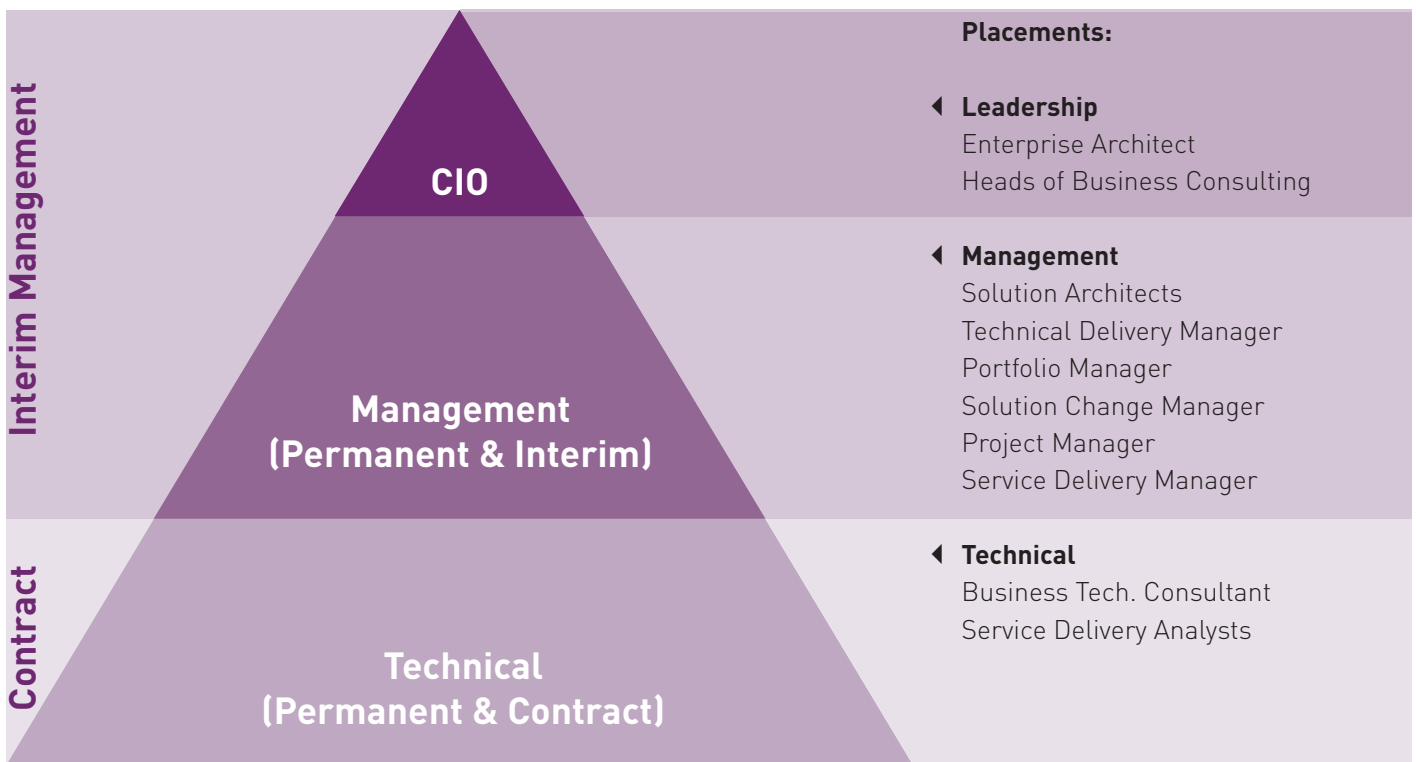 Interim Management
Contract
CIO
Management
(Permanent & Interim)
Technical
(Permanent & Contract)
Placements:
Leadership
Enterprise Architect
Heads of Business Consulting
Management
Solution Architects
Technical Delivery Manager
Portfolio Manager
Solution Change Manager
Project Manager
Service Delivery Manager
Technical
Business Tech. Consultant
Service Delivery Analysts